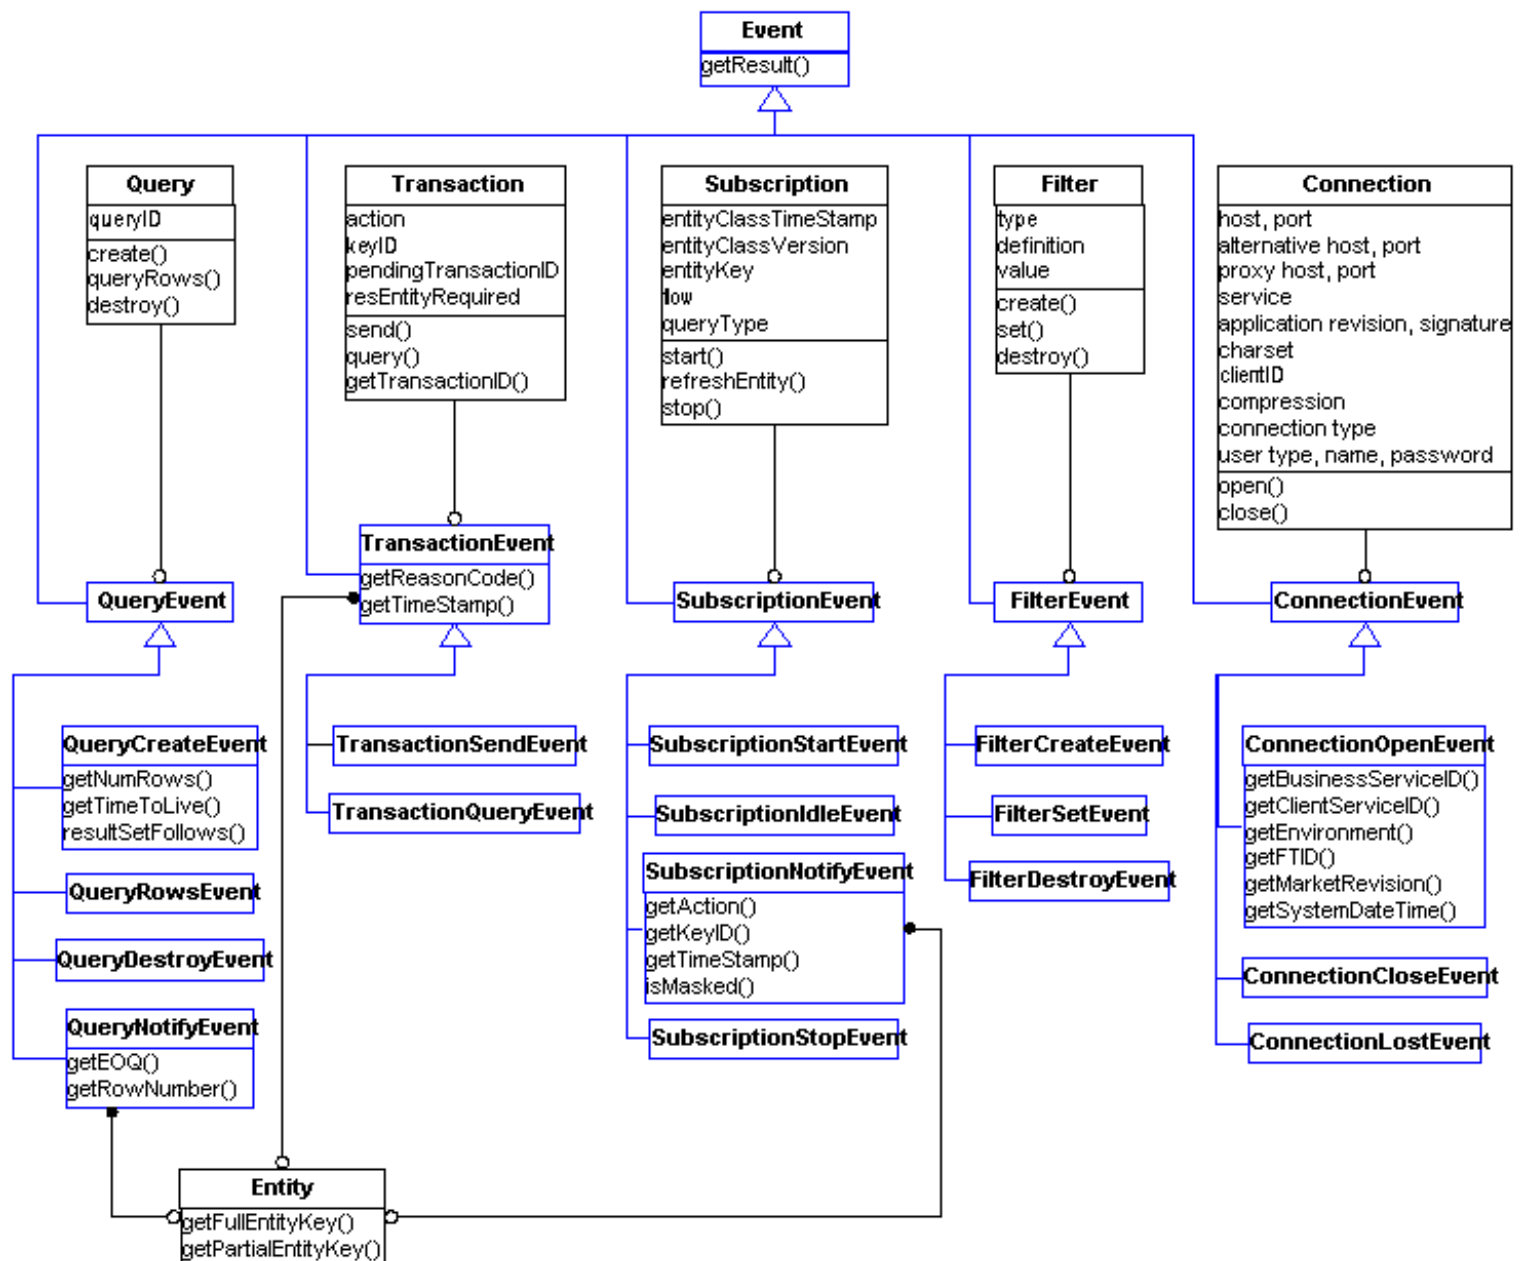 Event
getResult()
Query
queryID
create()
queryRows()
destroy()
Transaction
action
keyID
pendingTransactionID
resEntityRequired
send()
query()
getTransactionID()
Subscription
entityClassTimeStamp
entityClassVersion
entityKey
flow
queryType
start()
refreshEntity()
stop()
Filter
type
definition
value
create()
set()
destroy()
Connection
host, port
alternative host, port
proxy host, port
service
application revision, signature
charset
clientID
compression
connection type
user type, name, password
open()
close()
QueryEvent
TransactionEvent
getReasonCode()
getTimeStamp()
SubscriptionEvent
FilterEvent
ConnectionEvent
QueryCreateEvent
getNumRows()
getTimeToLive()
resultSetFollows()
QueryRowsEvent
QueryDestroyEvent
QueryNotifyEvent
getEOQ()
getRowNumber()
TransactionSendEvent
TransactionQueryEvent
SubscriptionStartEvent
SubscriptionIdleEvent
SubscriptionNotifyEvent
getAction()
getKeyID()
getTimeStamp()
isMasked()
SubscriptionStopEvent
FilterCreateEvent
FilterSetEvent
FilterDestroyEvent
ConnectionOpenEvent
getBusinessServiceID()
getClientServiceID()
getEnvironment()
getFTID()
getMarketRevision()
getSystemDateTime()
ConnectionCloseEvent
ConnectionLostEvent
Entity
getFullEntityKey()
getPartialEntityKey()